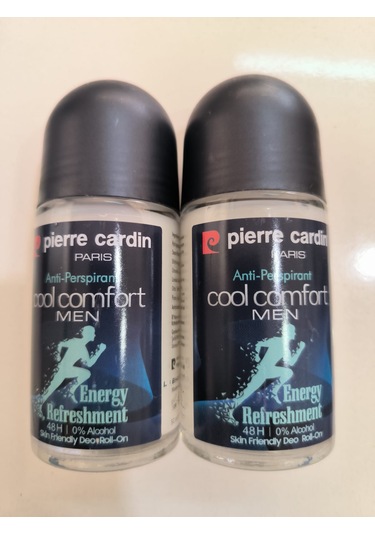 pierre cardin
PARIS
Anti-Perspirant
cool comfort
MEN
Energy
Refreshment
48H | 0% Alcohol
Skin Friendly Deo Roll-On
pierre cardin
PARIS
Anti-Perspirant
cool comfort
MEN
Energy
Refreshment
48H | 0% Alcohol
Skin Friendly Deo Roll-On